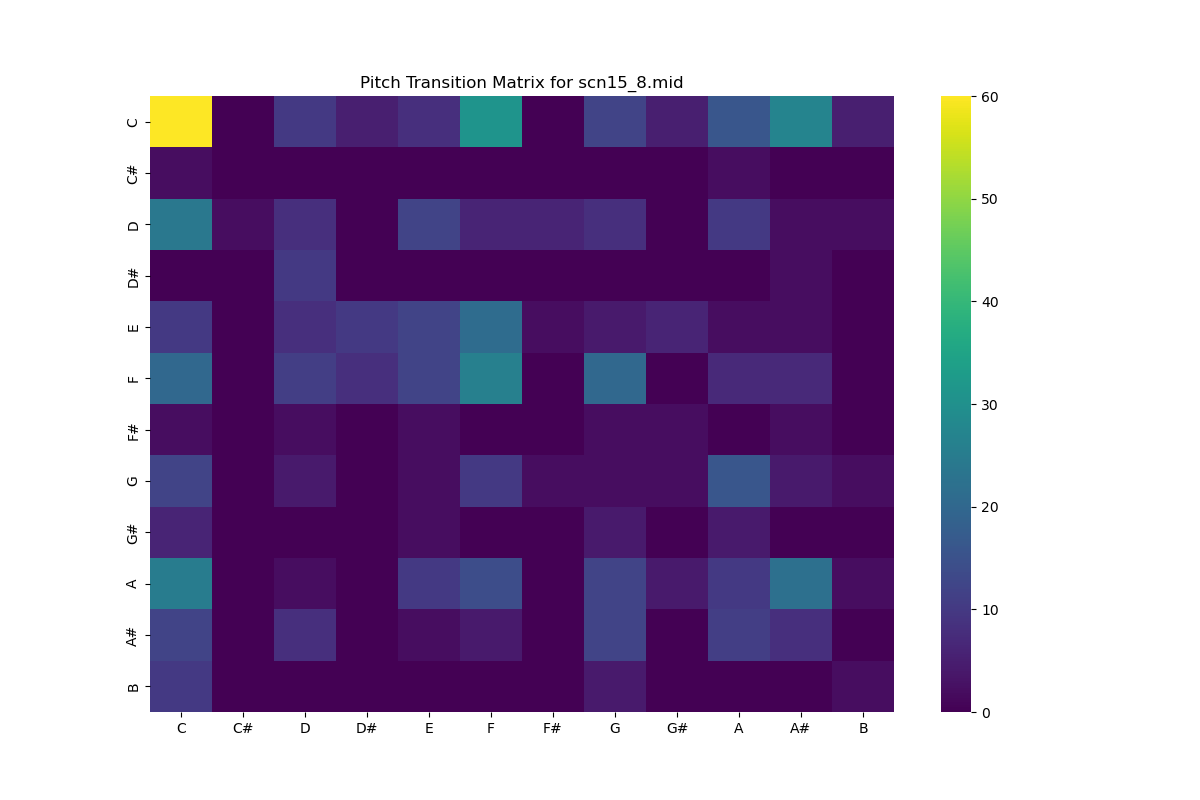 Pitch Transition Matrix for scn15_8.mid
C
C#
D
D#
E
F
F#
G
G#
A
A#
B
C C# D D# E F F# G G# A A# B
60
50
40
30
20
10
0